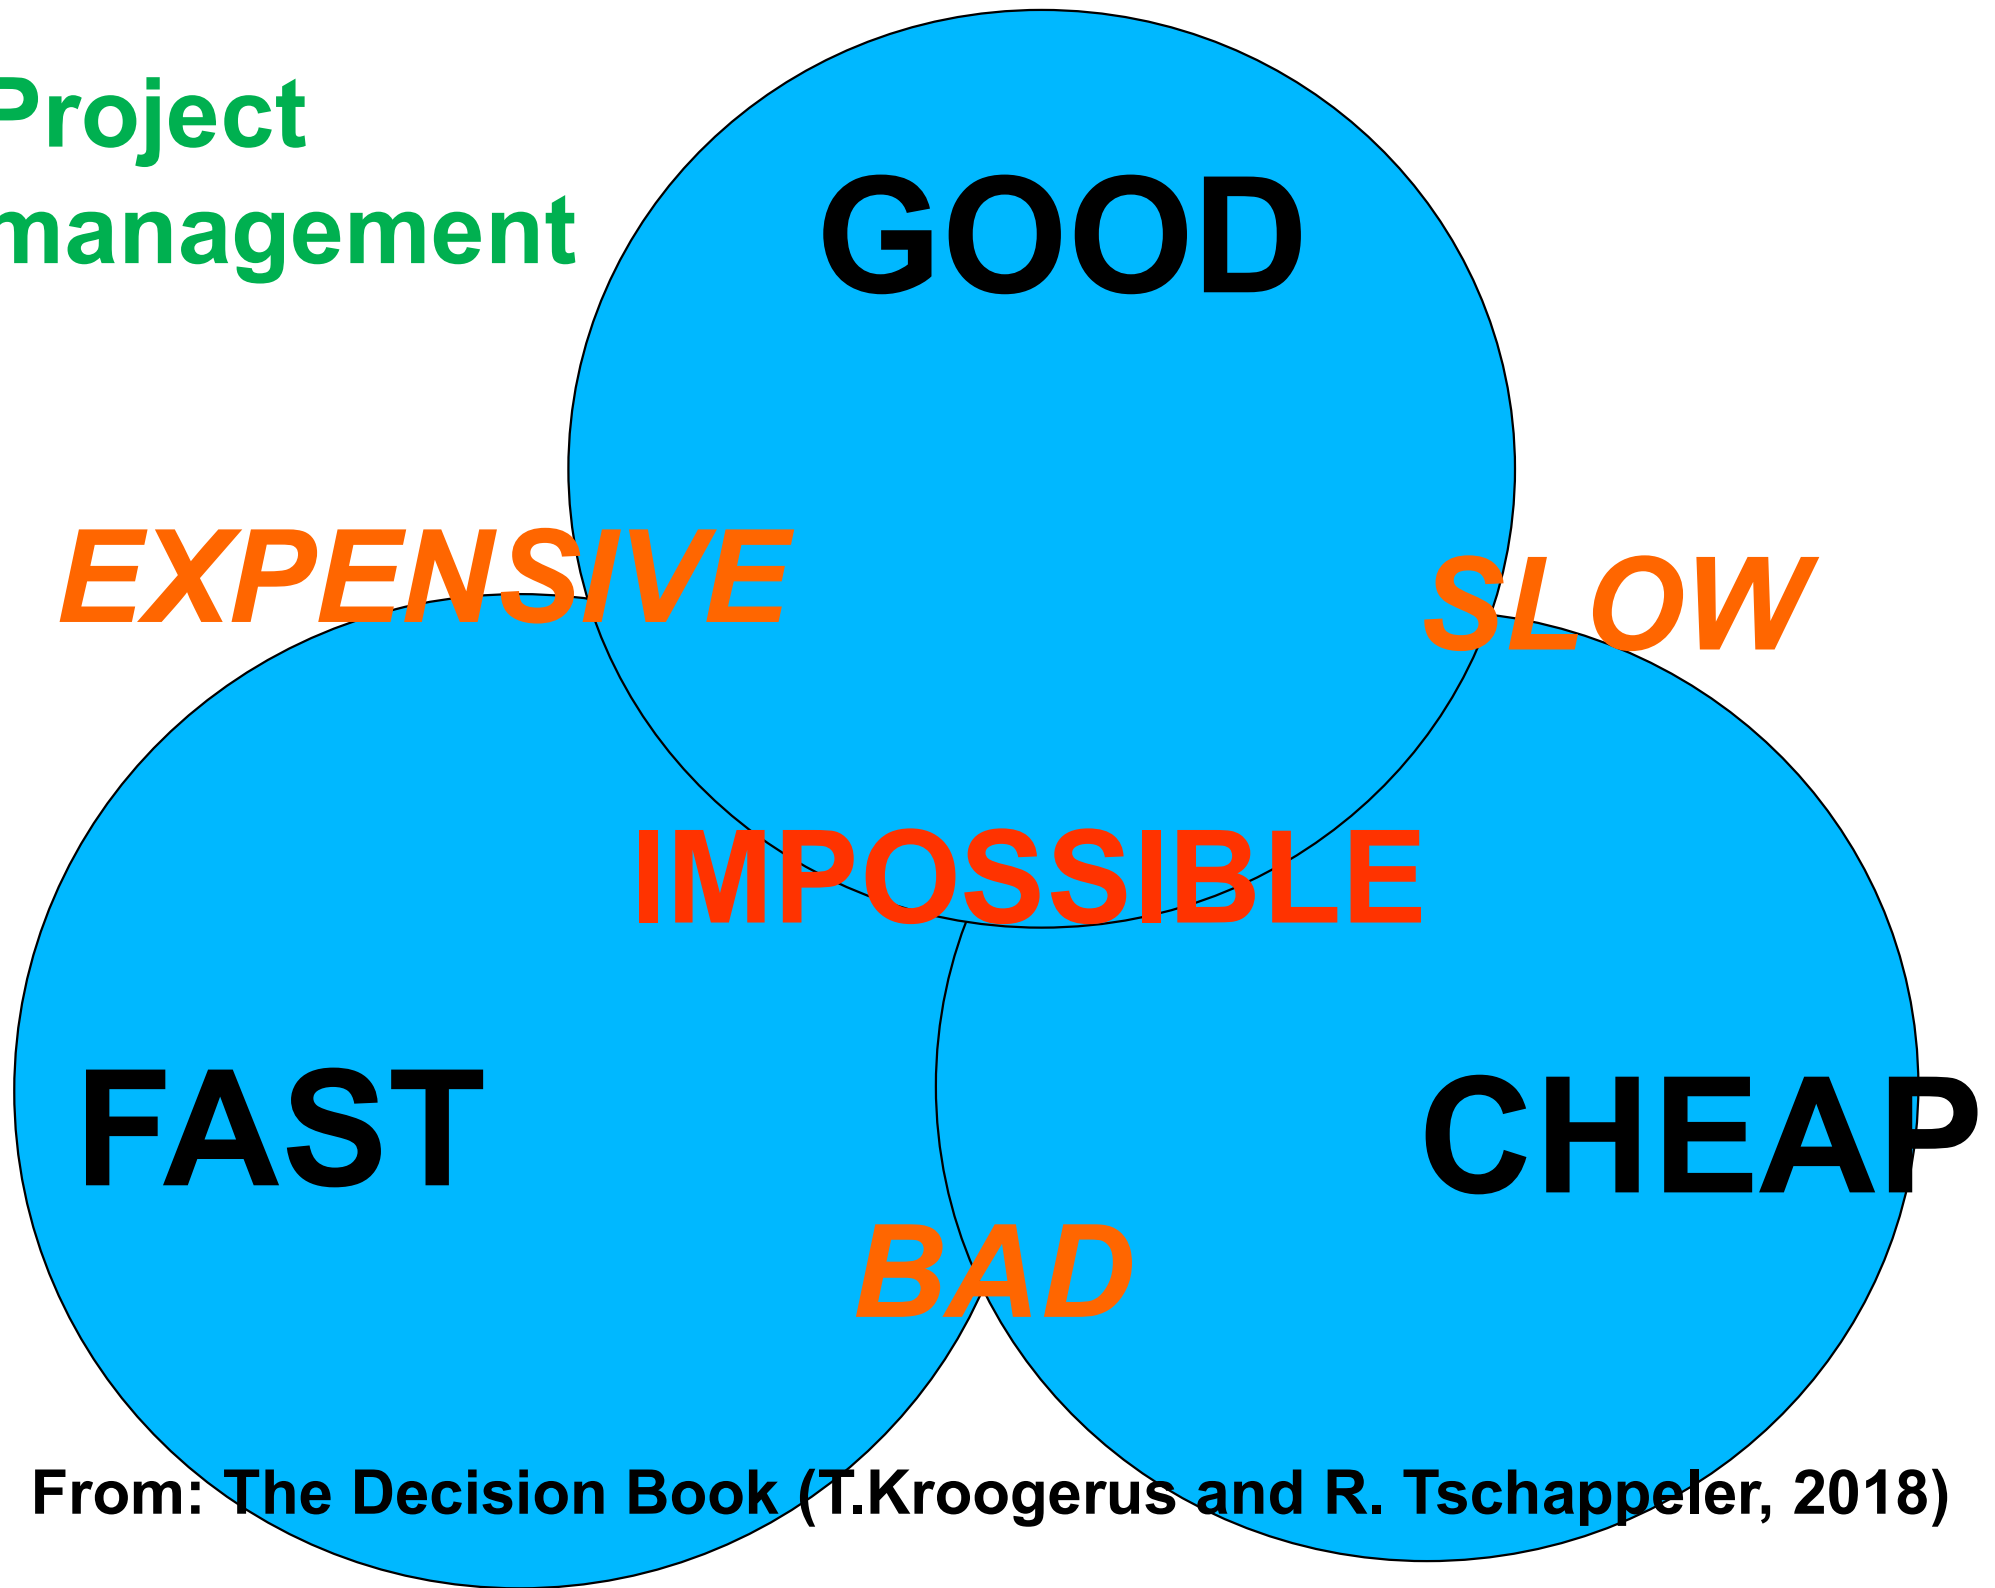 Project
management
GOOD
EXPENSIVE
SLOW
IMPOSSIBLE
FAST
CHEAP
BAD
From: The Decision Book (T.Kroogerus and R. Tschappeler, 2018)